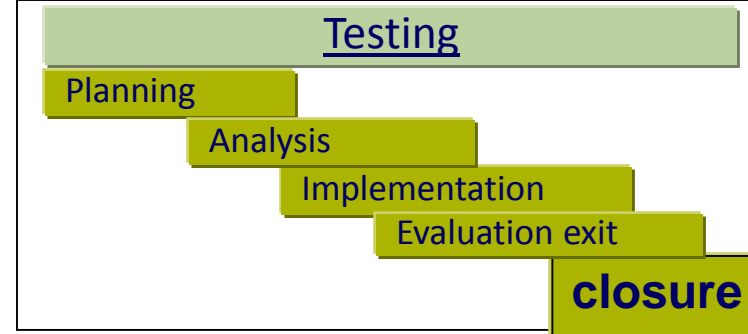 Testing
Planning
Analysis
Implementation
Evaluation exit
closure